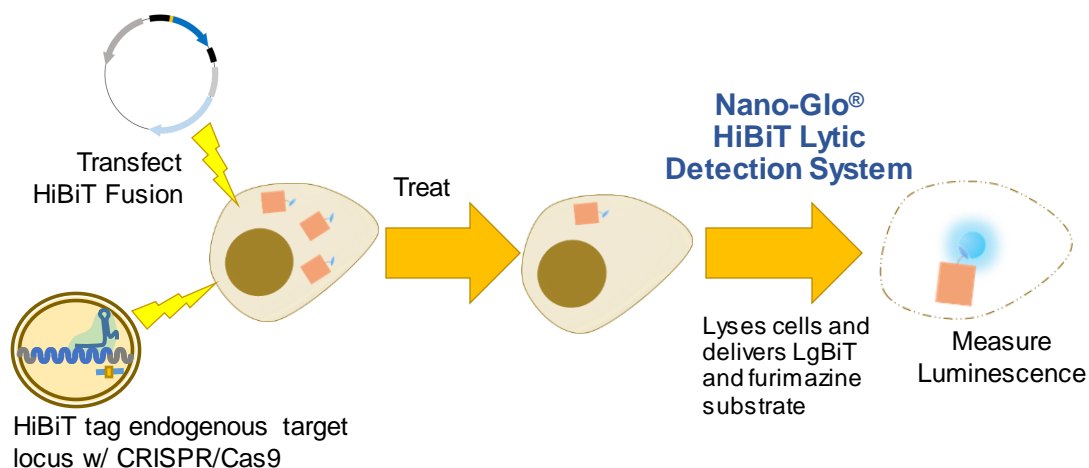 Transfect
HiBiT Fusion
Treat
Nano-Glo®
HiBiT Lytic
Detection System
Lyses cells and
delivers LgBiT
and furimazine
substrate
Measure
Luminescence
HiBiT tag endogenous target
locus w/ CRISPR/Cas9